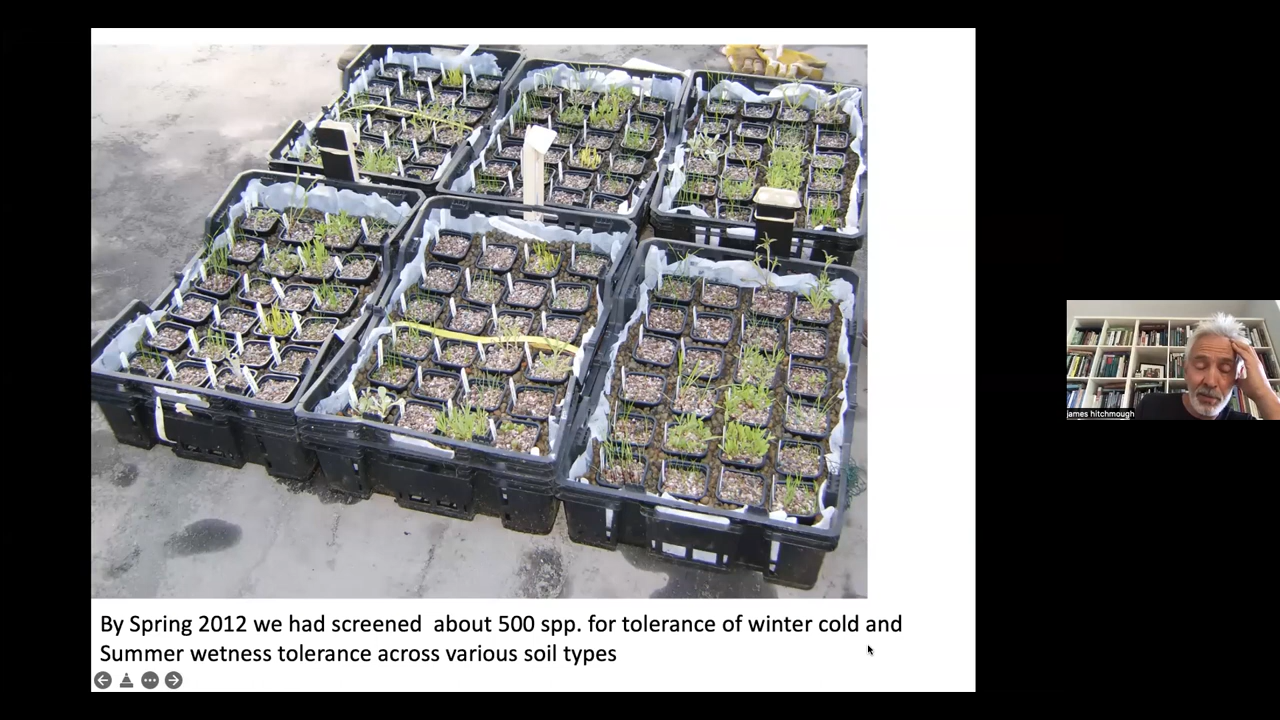 By Spring 2012 we had screened  about 500 spp. for tolerance of winter cold and
Summer wetness tolerance across various soil types
james hitchmough